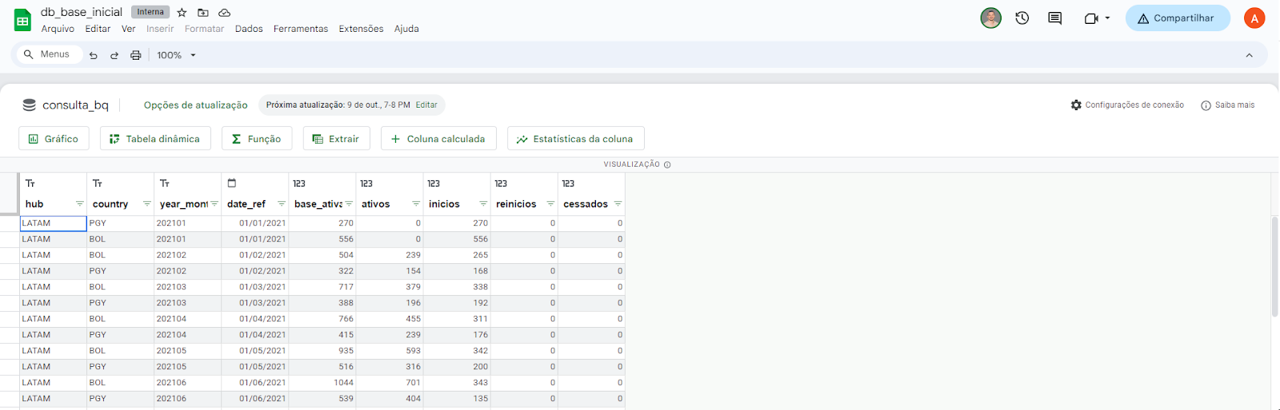 db_base_inicial Interna
Arquivo Editar Ver Inserir Formatar Dados Ferramentas Extensões Ajuda
Compartilhar A
Menus 100%
consulta_bq Opções de atualização Próxima atualização: 9 de out., 7-8 PM Editar Configurações de conexão Saiba mais
Gráfico Tabela dinâmica Função Extrair Coluna calculada Estatísticas da coluna
VISUALIZAÇÃO
Tт Tт Tт 123 123 123 123 123
hub country year_mont date_ref base_ativa ativos inicios reinicios cessados
LATAM PGY 202101 01/01/2021 270 0 270 0 0
LATAM BOL 202101 01/01/2021 556 0 556 0 0
LATAM BOL 202102 01/02/2021 504 239 265 0 0
LATAM PGY 202102 01/02/2021 322 154 168 0 0
LATAM BOL 202103 01/03/2021 717 379 338 0 0
LATAM PGY 202103 01/03/2021 388 196 192 0 0
LATAM BOL 202104 01/04/2021 766 455 311 0 0
LATAM PGY 202104 01/04/2021 415 239 176 0 0
LATAM BOL 202105 01/05/2021 935 593 342 0 0
LATAM PGY 202105 01/05/2021 516 316 200 0 0
LATAM BOL 202106 01/06/2021 1044 701 343 0 0
LATAM PGY 202106 01/06/2021 539 404 135 0 0